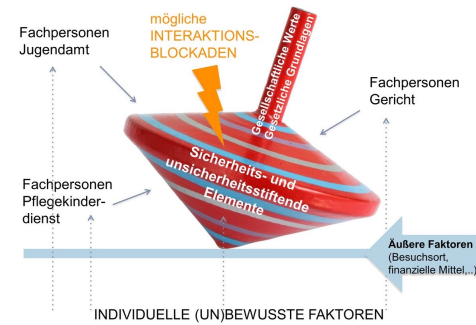 mögliche
INTERAKTIONS-
BLOCKADEN
Fachpersonen
Jugendamt
Gesellschaftliche Werte
Gesetzliche Grundlagen
Fachpersonen
Gericht
Sicherheits- und
unsicherheitsstiftende
Elemente
Fachpersonen
Pflegekinder-
dienst
Äußere Faktoren
(Besuchsort,
finanzielle Mittel,..)
INDIVIDUELLE (UN)BEWUSSTE FAKTOREN